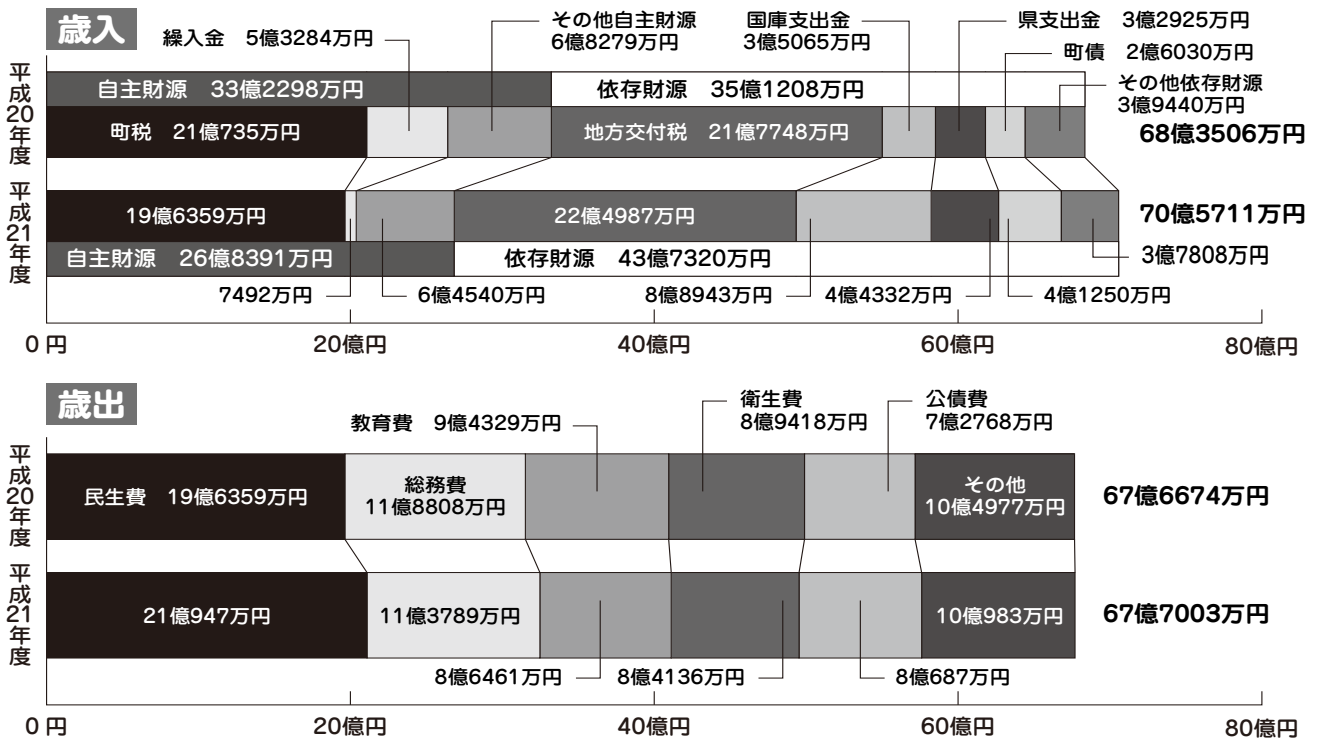 歳入
繰入金　5億3284万円
その他自主財源
6億8279万円
国庫支出金
3億5065万円
県支出金　3億2925万円
町債　2億6030万円
その他依存財源
3億9440万円
平成20年度
自主財源　33億2298万円
依存財源　35億1208万円
町税　21億735万円
地方交付税　21億7748万円
68億3506万円
平成21年度
19億6359万円
22億4987万円
70億5711万円
自主財源　26億8391万円
依存財源　43億7320万円
3億7808万円
7492万円
6億4540万円
8億8943万円
4億4332万円
4億1250万円
0 円
20億円
40億円
60億円
80億円
歳出
教育費　9億4329万円
衛生費
8億9418万円
公債費
7億2768万円
平成20年度
民生費　19億6359万円
総務費
11億8808万円
その他
10億4977万円
67億6674万円
平成21年度
21億947万円
11億3789万円
10億983万円
67億7003万円
8億6461万円
8億4136万円
8億687万円
0 円
20億円
40億円
60億円
80億円